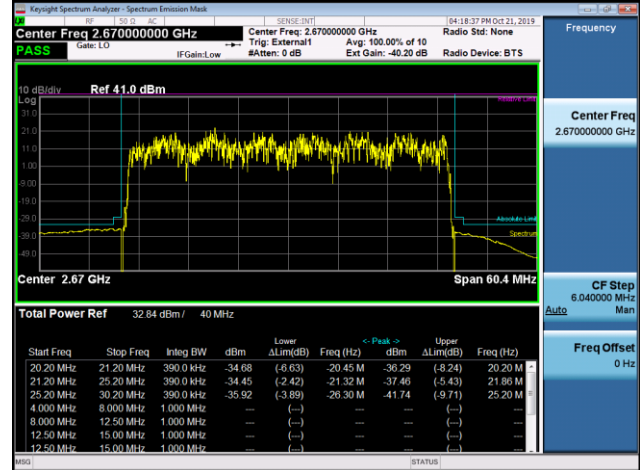 Keysight Spectrum Analyzer - Spectrum Emission Mask
RF 50 Ω AC SENSE:INT 04:18:37 PM Oct 21, 2019
Center Freq 2.670000000 GHz Center Freq: 2.670000000 GHz Radio Std: None
PASS Gate: LO Trig: External1 Avg: 100.00% of 10
IFGain:Low #Atten: 0 dB Ext Gain: -40.20 dB Radio Device: BTS
Frequency
10 dB/div Ref 41.0 dBm
Log
Relative Limit
31.0
21.0
11.0
1.00
-9.00
-19.0
-29.0
Absolute Limit
-39.0
Spectrum
-49.0
Center 2.67 GHz Span 60.4 MHz
Center Freq
2.670000000 GHz
CF Step
6.040000 MHz
Auto Man
Freq Offset
0 Hz
Total Power Ref 32.84 dBm / 40 MHz
Lower <- Peak -> Upper
Start Freq Stop Freq Integ BW dBm ΔLim(dB) Freq (Hz) dBm ΔLim(dB) Freq (Hz)
20.20 MHz 21.20 MHz 390.0 kHz -34.68 (-6.63) -20.45 M -36.29 (-8.24) 20.20 M
21.20 MHz 25.20 MHz 390.0 kHz -34.45 (-2.42) -21.32 M -37.46 (-5.43) 21.86 M
25.20 MHz 30.20 MHz 390.0 kHz -35.92 (-3.89) -26.30 M -41.74 (-9.71) 25.20 M
4.000 MHz 8.000 MHz 1.000 MHz --- (---) --- --- (---) ---
8.000 MHz 12.50 MHz 1.000 MHz --- (---) --- --- (---) ---
12.50 MHz 15.00 MHz 1.000 MHz --- (---) --- --- (---) ---
12.50 MHz 15.00 MHz 1.000 MHz --- (---) --- --- (---) ---
MSG STATUS